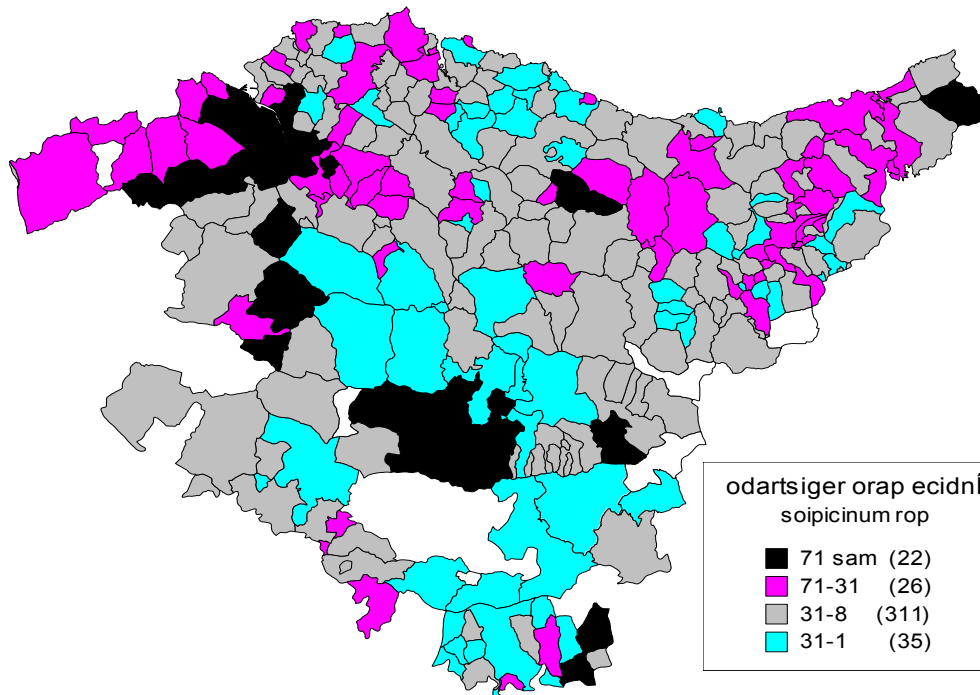 odartsiger orap ecidnÍ
soipicinum rop
71 sam (22)
71-31 (26)
31-8 (311)
31-1 (35)